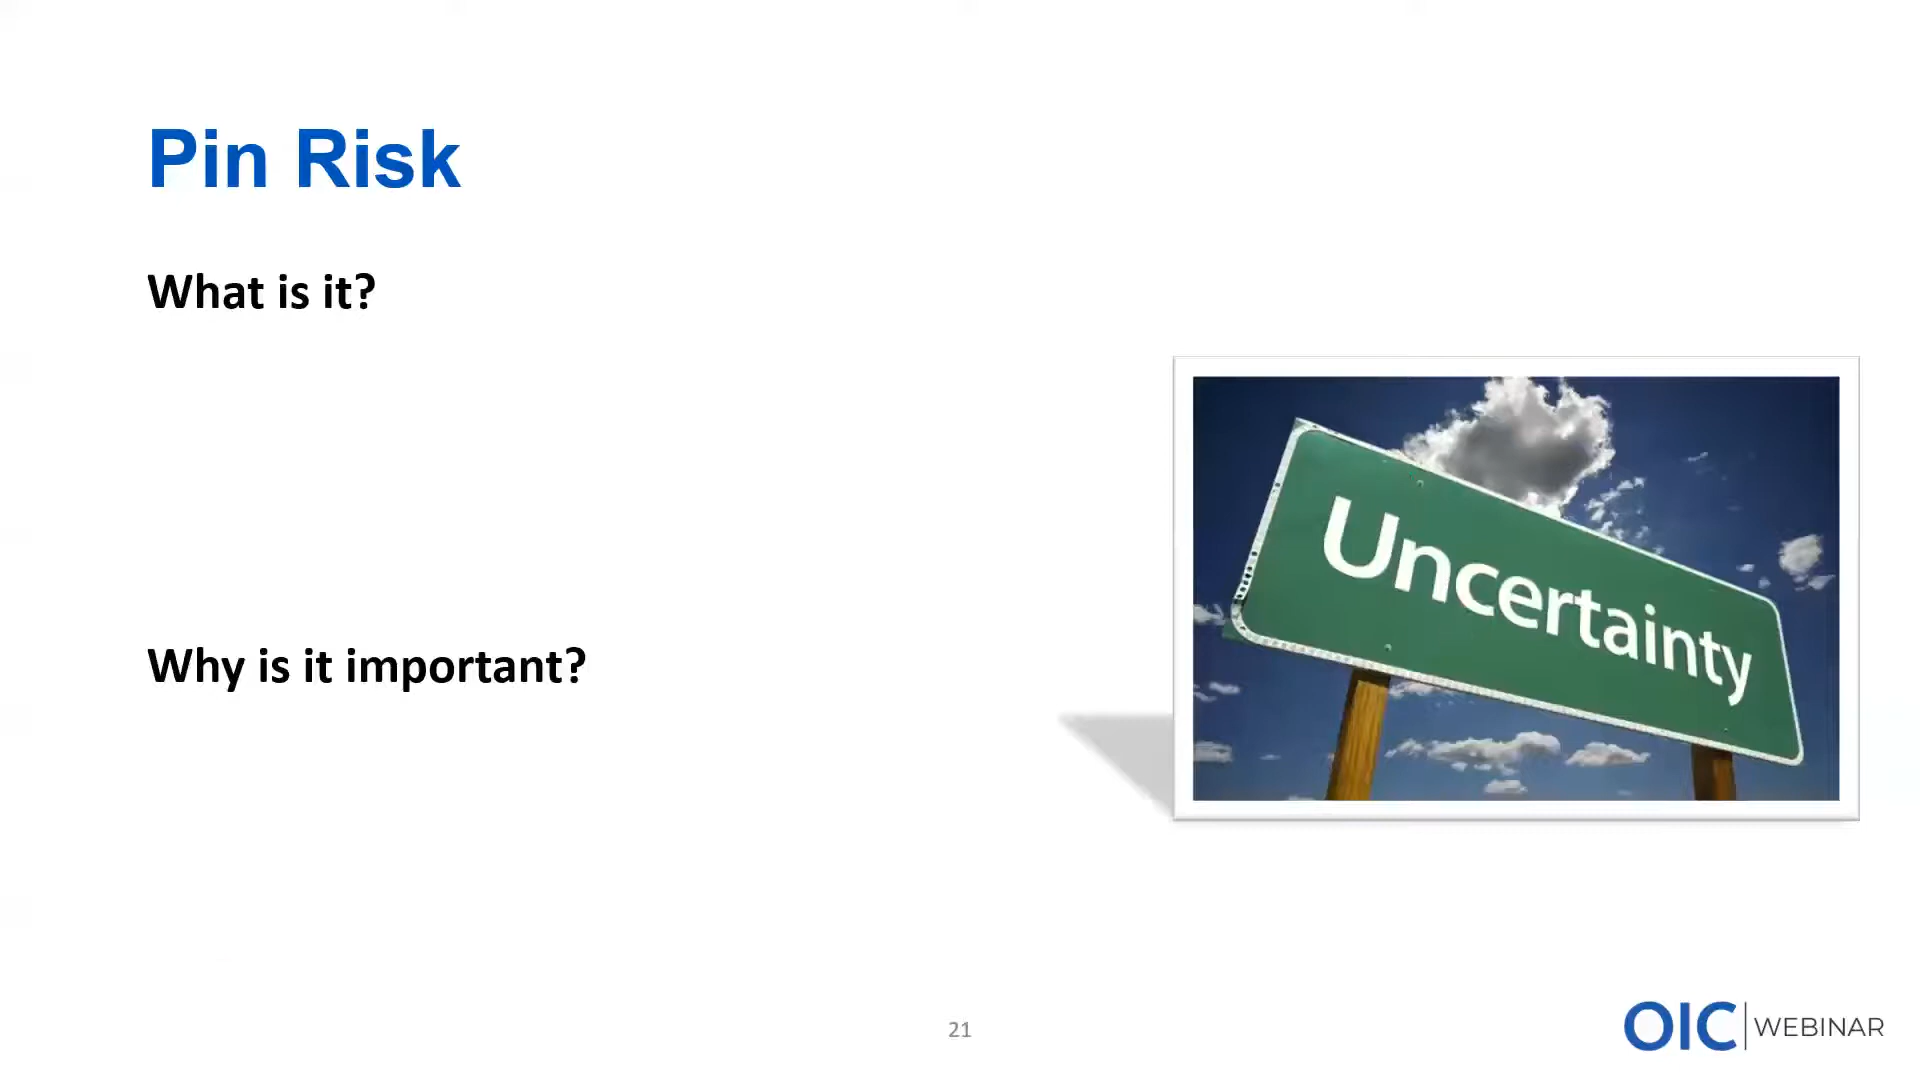 Pin Risk
What is it?
Uncertainty
Why is it important?
21
OIC WEBINAR